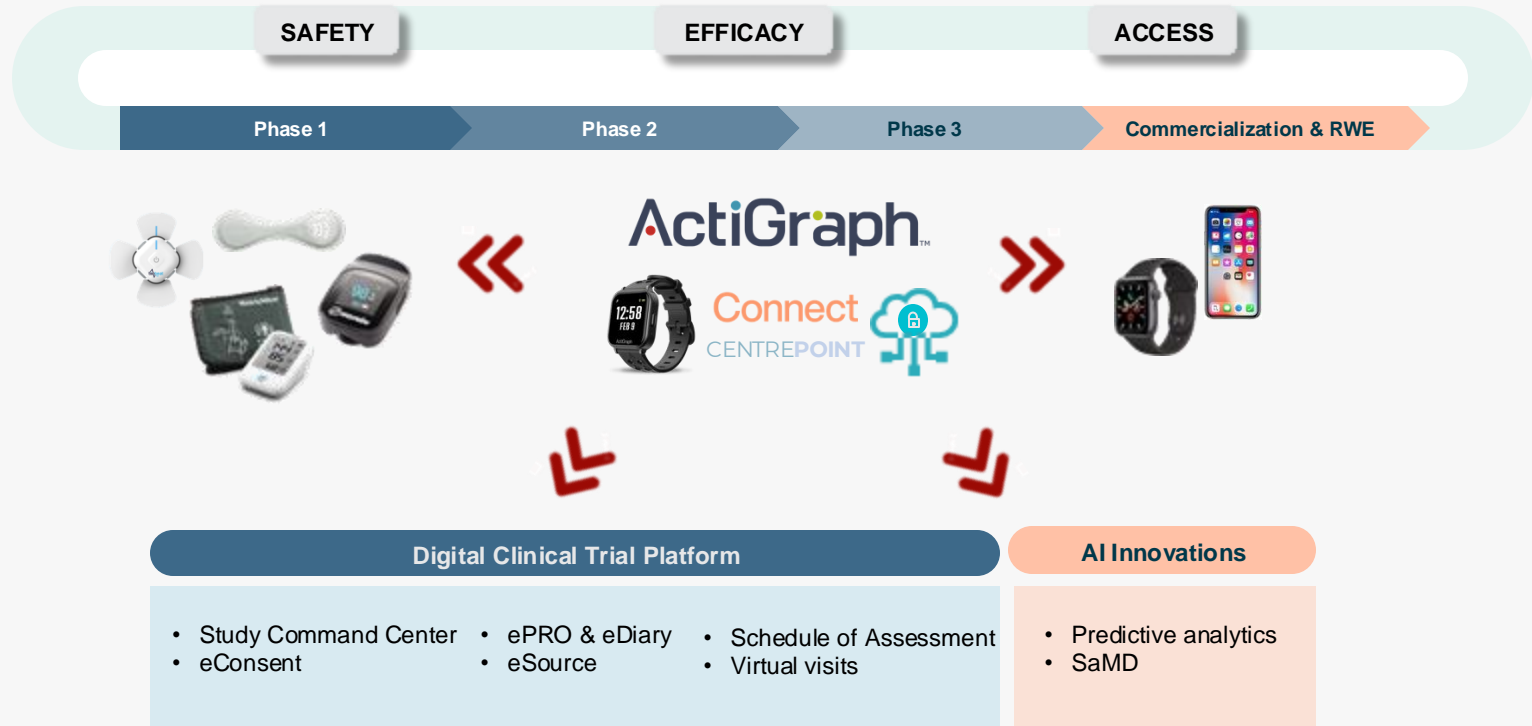 SAFETY
EFFICACY
ACCESS
Phase 1
Phase 2
Phase 3
Commercialization & RWE
ActiGraph™
12:58
FEB 9
ActiGraph
Connect
CENTREPOINT
Digital Clinical Trial Platform
• Study Command Center
• eConsent
• ePRO & eDiary
• eSource
• Schedule of Assessment
• Virtual visits
AI Innovations
• Predictive analytics
• SaMD